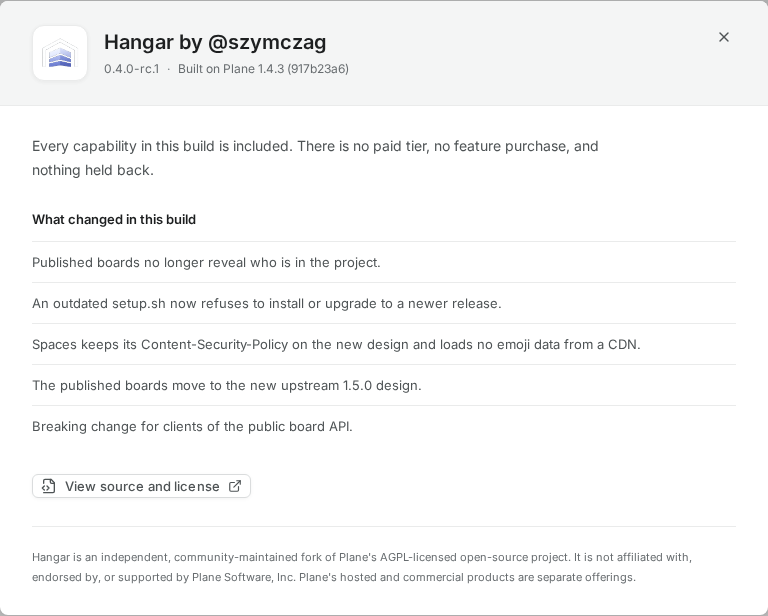 Hangar by @szymczag
0.4.0-rc.1 · Built on Plane 1.4.3 (917b23a6)
Every capability in this build is included. There is no paid tier, no feature purchase, and
nothing held back.
What changed in this build
Published boards no longer reveal who is in the project.
An outdated setup.sh now refuses to install or upgrade to a newer release.
Spaces keeps its Content-Security-Policy on the new design and loads no emoji data from a CDN.
The published boards move to the new upstream 1.5.0 design.
Breaking change for clients of the public board API.
View source and license
Hangar is an independent, community-maintained fork of Plane's AGPL-licensed open-source project. It is not affiliated with,
endorsed by, or supported by Plane Software, Inc. Plane's hosted and commercial products are separate offerings.